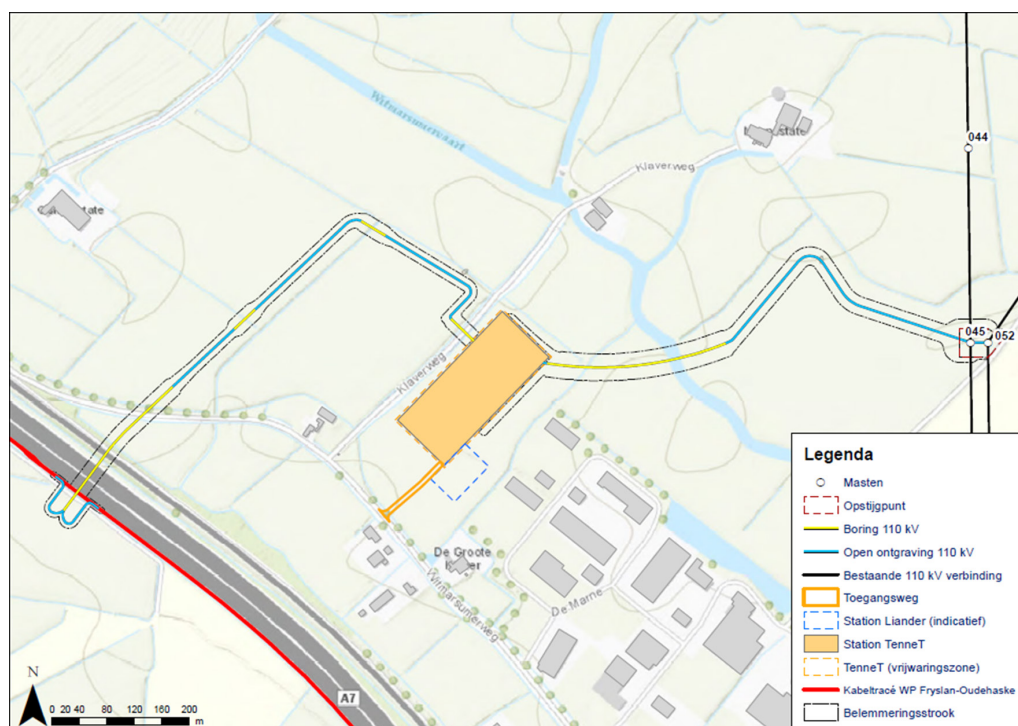 Witmarsumervaart
Klaverweg
044
045
052
Klaverweg
De Groote
Witmarsumerweg
De Marne
A7
N
0 20 40 80 120 160 200
m
Legenda
Masten
Opstijgpunt
Boring 110 kV
Open ontgraving 110 kV
Bestaande 110 kV verbinding
Toegangsweg
Station Liander (indicatief)
Station TenneT
TenneT (vrijwaringszone)
Kabeltracé WP Fryslan-Oudehaske
Belemmeringsstrook